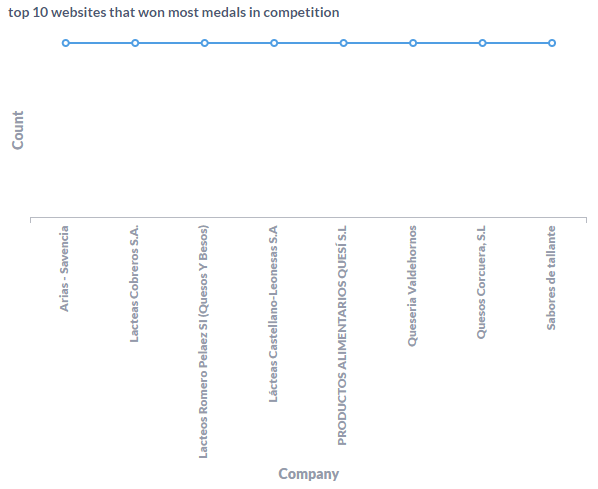 top 10 websites that won most medals in competition
Count
Arias - Savencia
Lacteas Cobreros S.A.
Lacteos Romero Pelaez Sl (Quesos Y Besos)
Lácteas Castellano-Leonesas S.A
PRODUCTOS ALIMENTARIOS QUESÍ S.L
Queseria Valdehornos
Quesos Corcuera, S.L
Sabores de tallante
Company